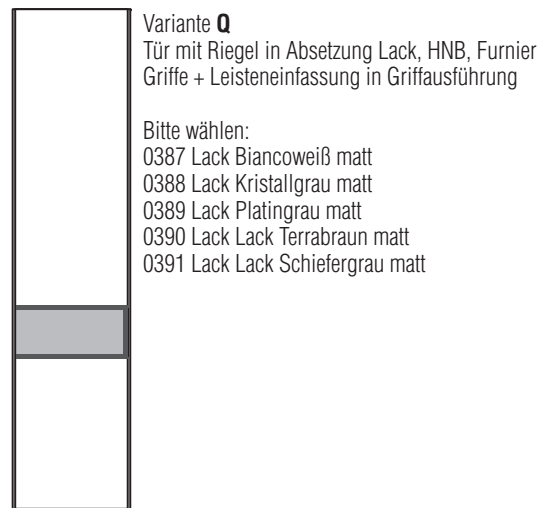 Variante Q
Tür mit Riegel in Absetzung Lack, HNB, Furnier
Griffe + Leisteneinfassung in Griffausführung
Bitte wählen:
0387 Lack Biancoweiß matt
0388 Lack Kristallgrau matt
0389 Lack Platingrau matt
0390 Lack Lack Terrabraun matt
0391 Lack Lack Schiefergrau matt